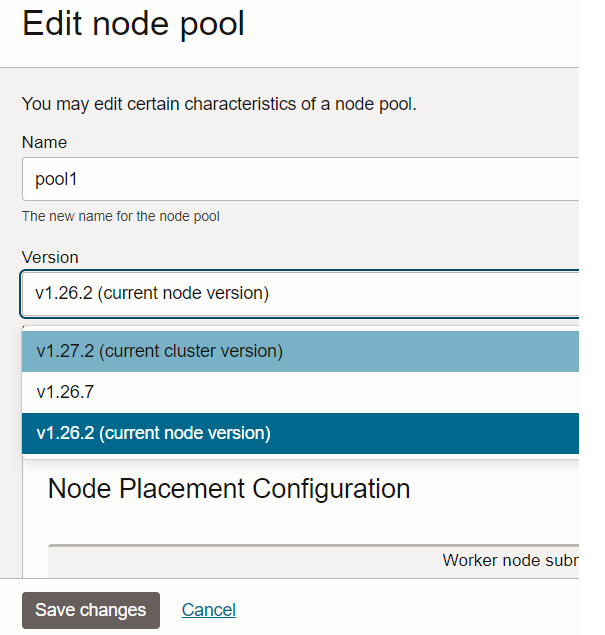 Edit node pool
You may edit certain characteristics of a node pool.
Name
pool1
The new name for the node pool
Version
v1.26.2 (current node version)
v1.27.2 (current cluster version)
v1.26.7
v1.26.2 (current node version)
Node Placement Configuration
Worker node
Save changes Cancel